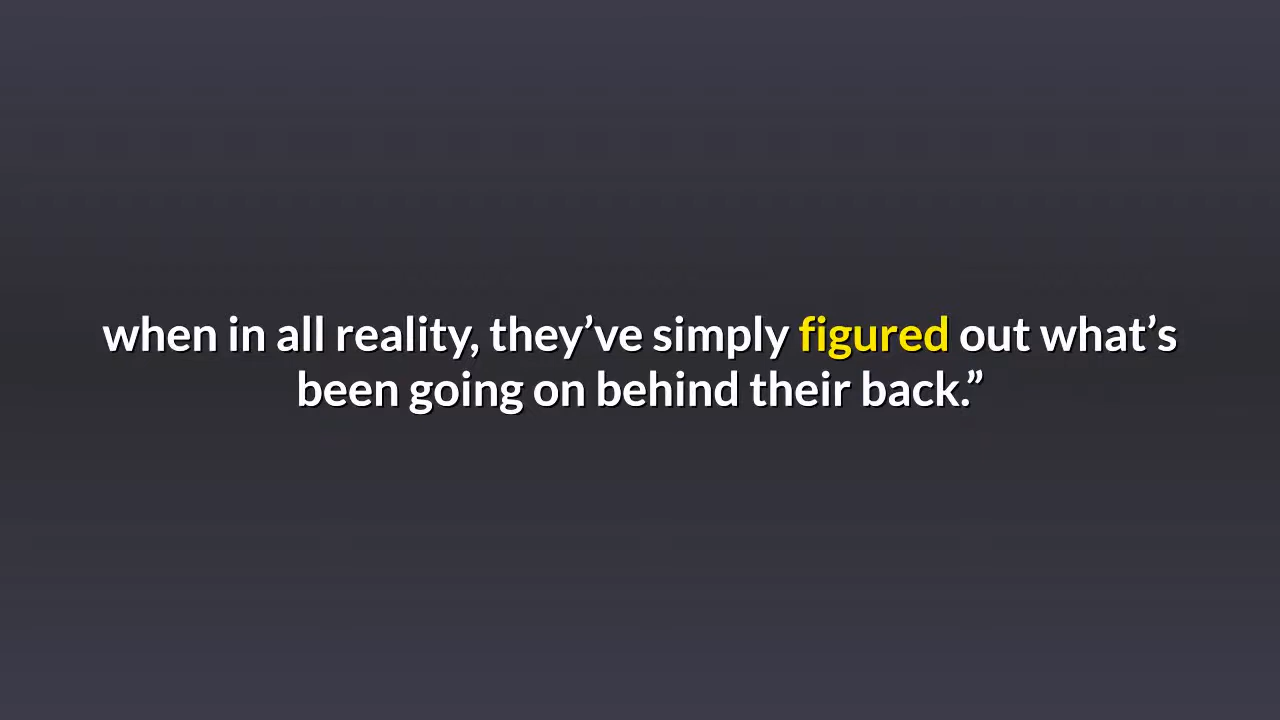 when in all reality, they’ve simply figured out what’s
been going on behind their back.”